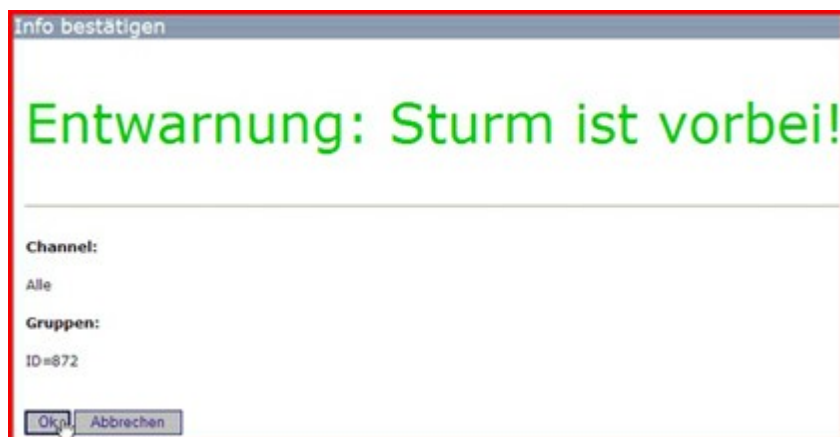 Info bestätigen
Entwarnung: Sturm ist vorbei!
Channel:
Alle
Gruppen:
ID=872
Ok Abbrechen